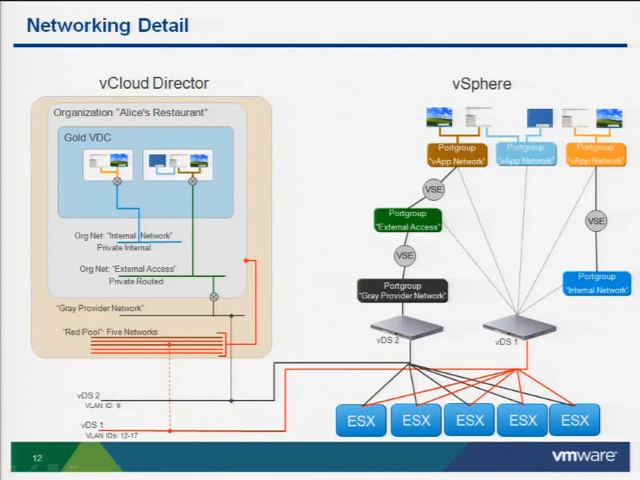 Networking Detail
vCloud Director
Organization "Alice's Restaurant"
Gold VDC
Org Net: "Internal Network"
Private Internal
Org Net: "External Access"
Private Routed
"Gray Provider Network"
"Red Pool": Five Networks
vDS 2
VLAN ID: 9
vDS 1
VLAN IDs: 12-17
vSphere
Portgroup
"vApp Network"
Portgroup
"vApp Network"
Portgroup
"vApp Network"
VSE
Portgroup
"External Access"
VSE
VSE
Portgroup
"Gray Provider Network"
Portgroup
"Internal Network"
vDS 2
vDS 1
ESX
ESX
ESX
ESX
ESX
12
vmware